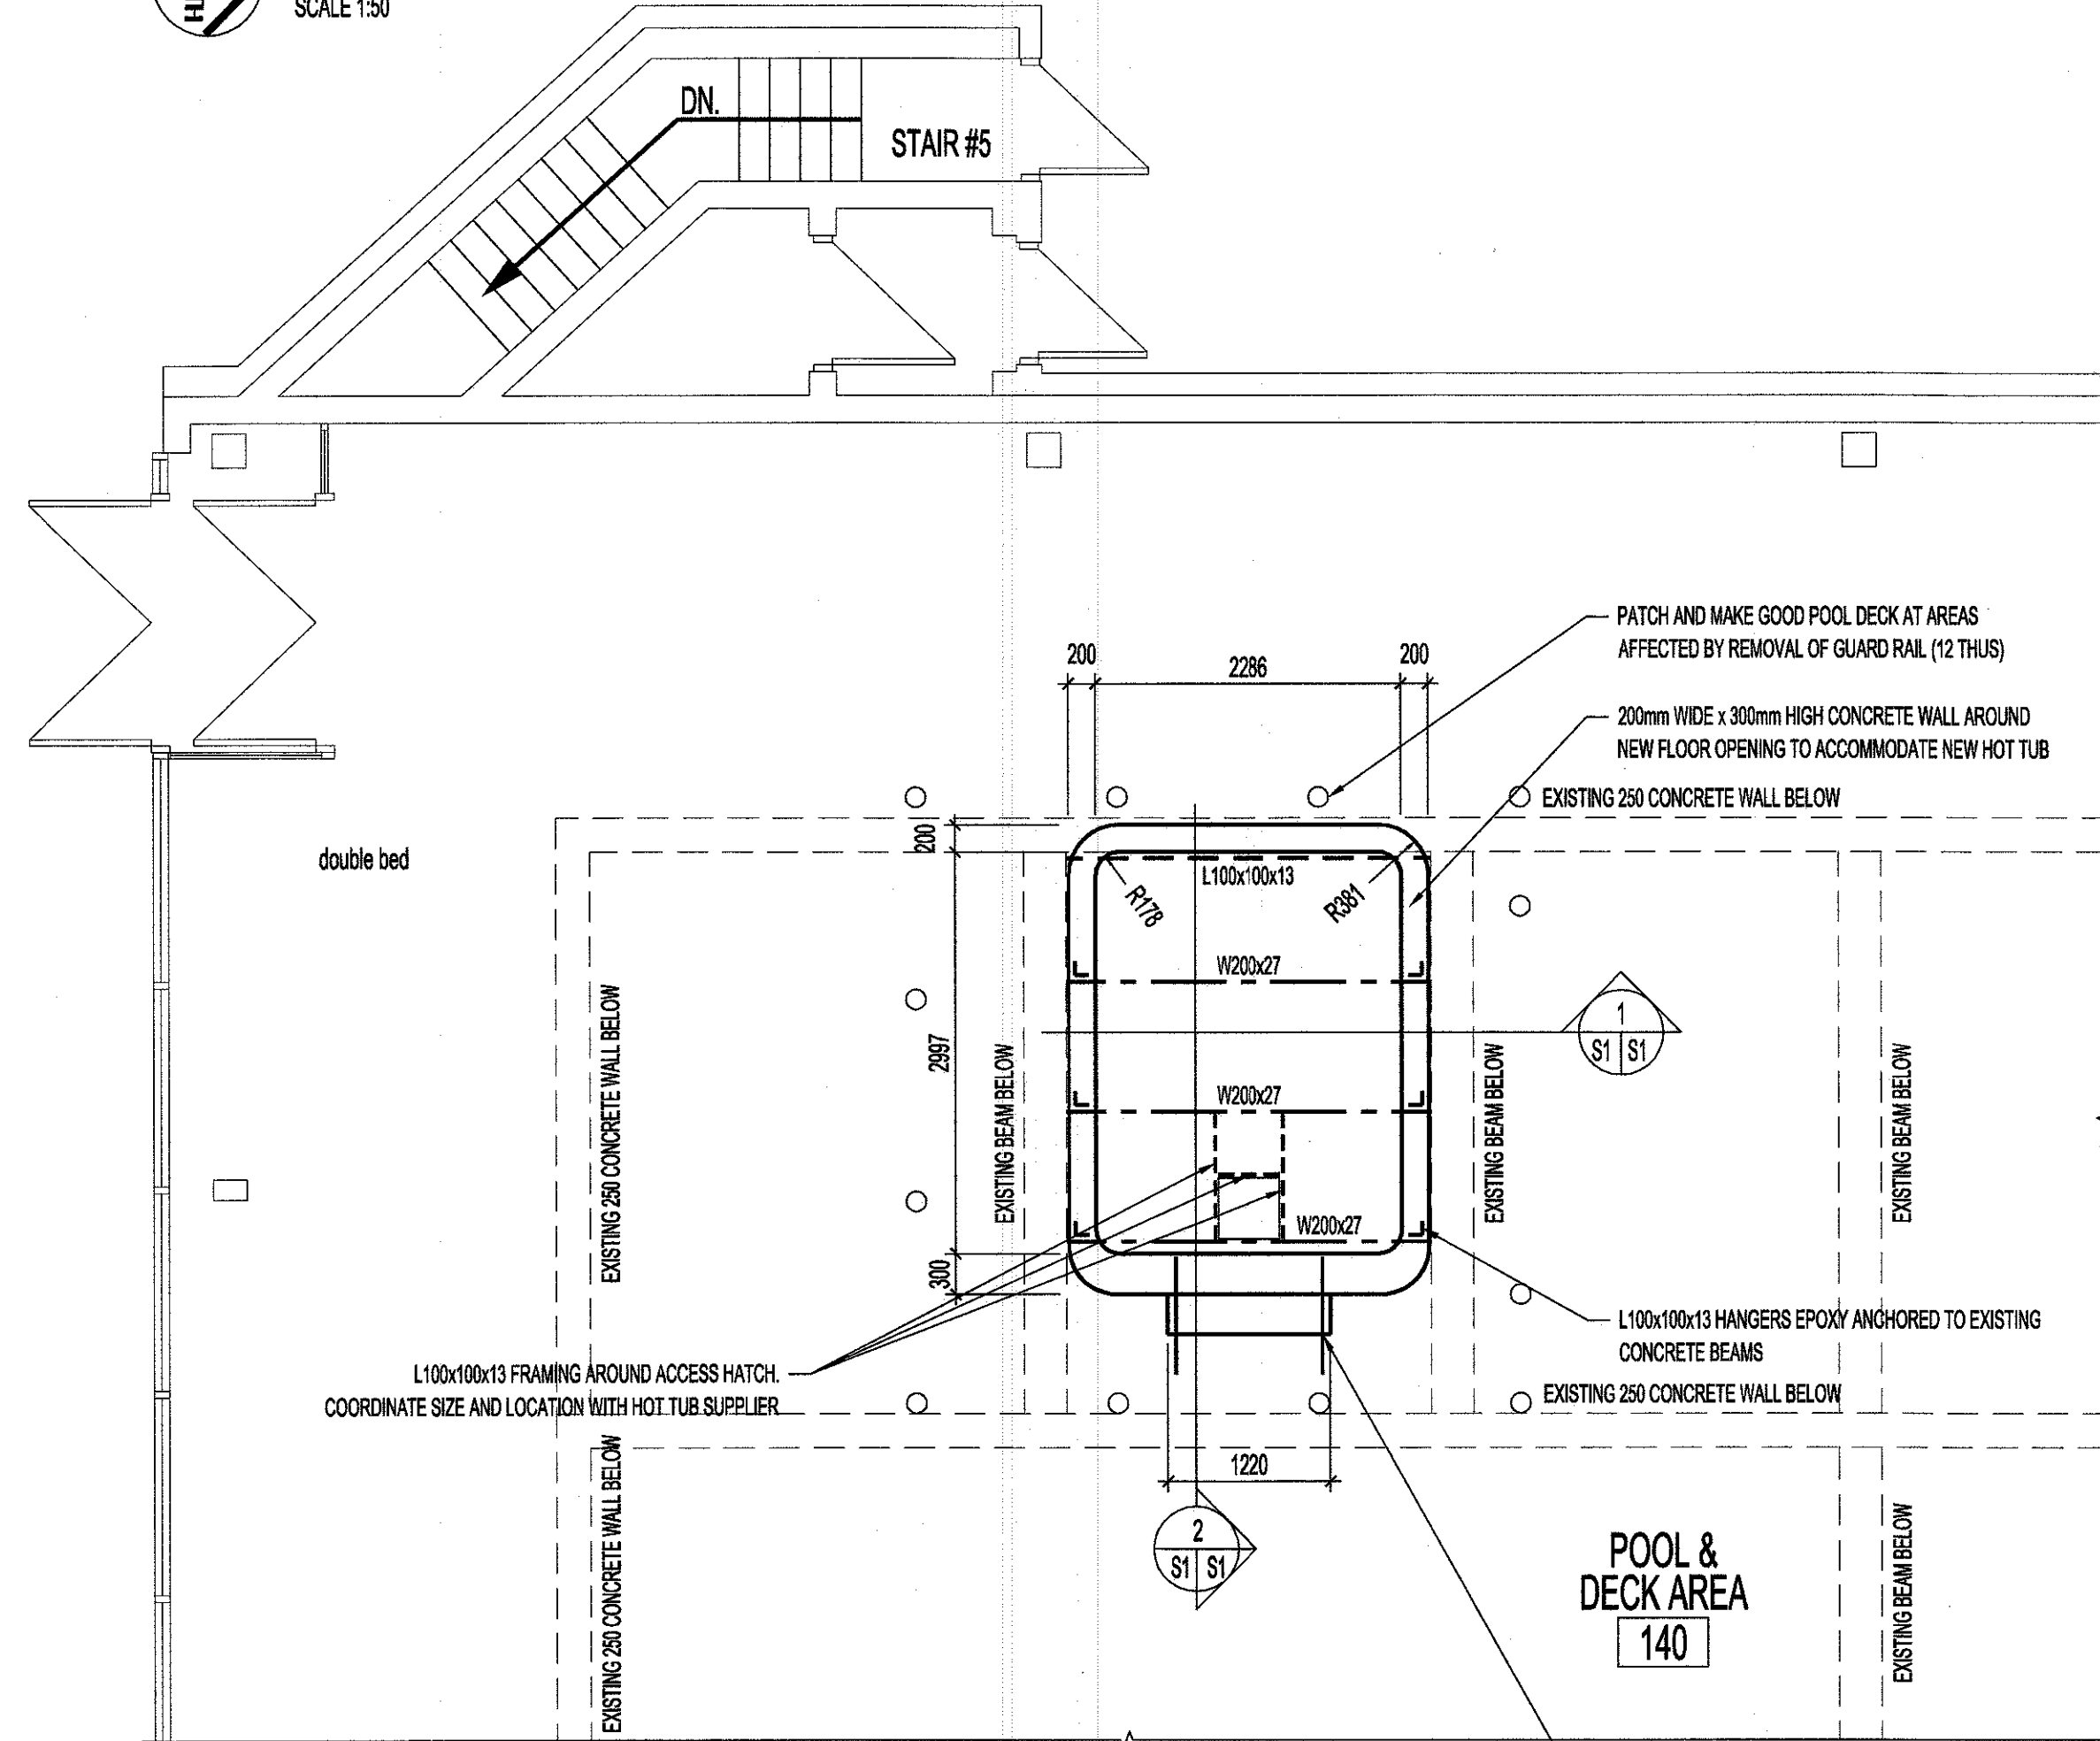 SCALE 1:50
DN.
STAIR #5
PATCH AND MAKE GOOD POOL DECK AT AREAS
AFFECTED BY REMOVAL OF GUARD RAIL (12 THUS)
200
2286
200
200mm WIDE x 300mm HIGH CONCRETE WALL AROUND
NEW FLOOR OPENING TO ACCOMMODATE NEW HOT TUB
EXISTING 250 CONCRETE WALL BELOW
200
double bed
L100x100x13
R178
R381
W200x27
EXISTING 250 CONCRETE WALL BELOW
2997
EXISTING BEAM BELOW
W200x27
EXISTING BEAM BELOW
1
S1 S1
EXISTING BEAM BELOW
W200x27
300
L100x100x13 HANGERS EPOXY ANCHORED TO EXISTING
CONCRETE BEAMS
L100x100x13 FRAMING AROUND ACCESS HATCH.
COORDINATE SIZE AND LOCATION WITH HOT TUB SUPPLIER
EXISTING 250 CONCRETE WALL BELOW
1220
EXISTING 250 CONCRETE WALL BELOW
2
S1 S1
POOL &
DECK AREA
140
EXISTING BEAM BELOW